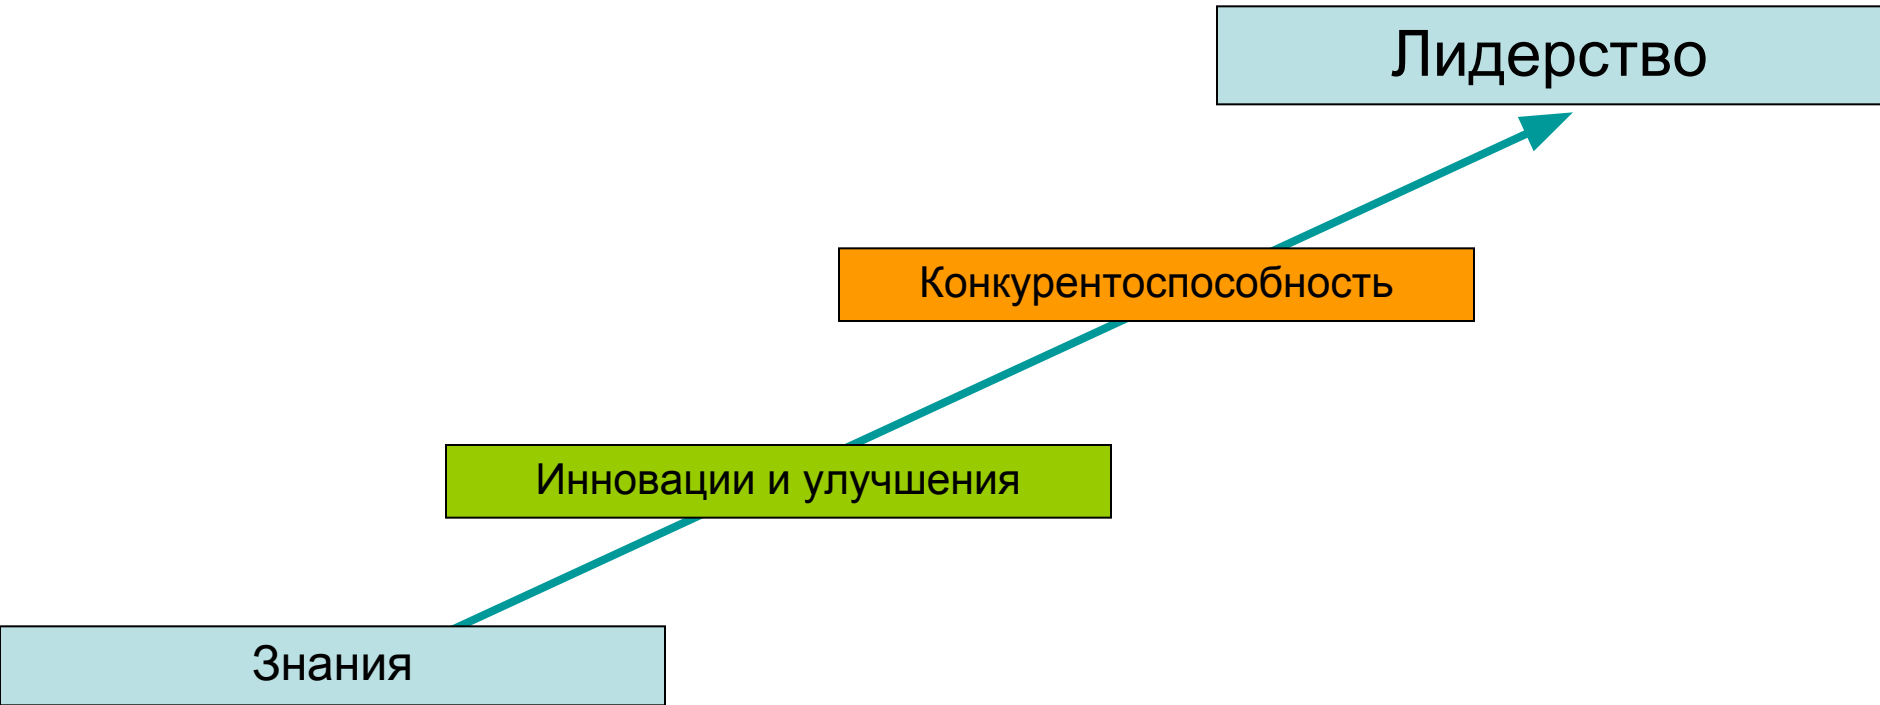 Лидерство
Конкурентоспособность
Инновации и улучшения
Знания